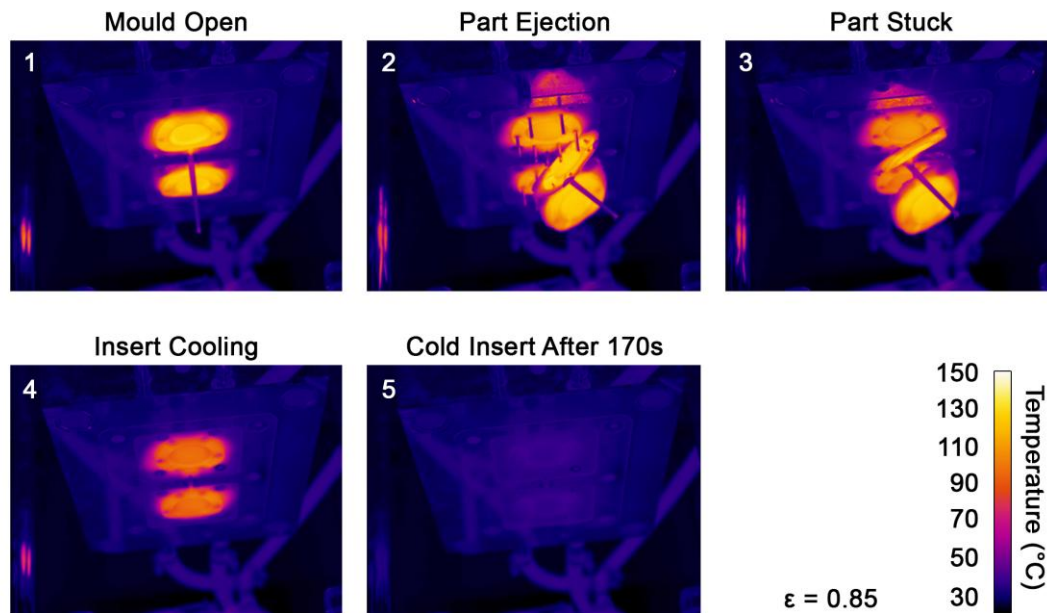 Mould Open
Part Ejection
Part Stuck
1
2
3
Insert Cooling
Cold Insert After 170s
4
5
150
130
110
90
70
50
30
Temperature (°C)
ε = 0.85